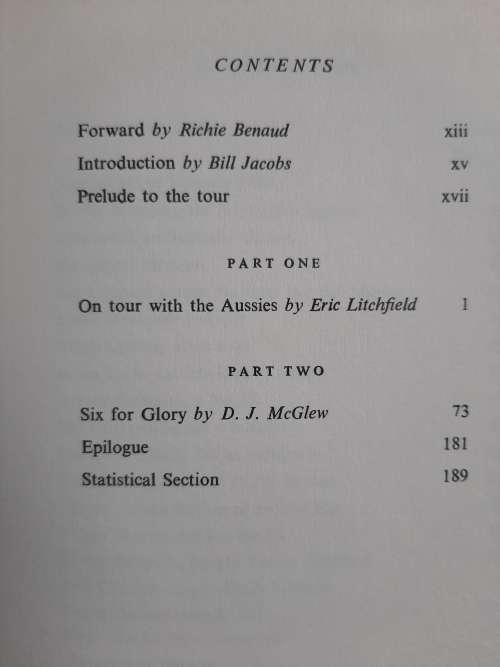 CONTENTS
Forward by Richie Benaud xiii
Introduction by Bill Jacobs xv
Prelude to the tour xvii
PART ONE
On tour with the Aussies by Eric Litchfield 1
PART TWO
Six for Glory by D. J. McGlew 73
Epilogue 181
Statistical Section 189